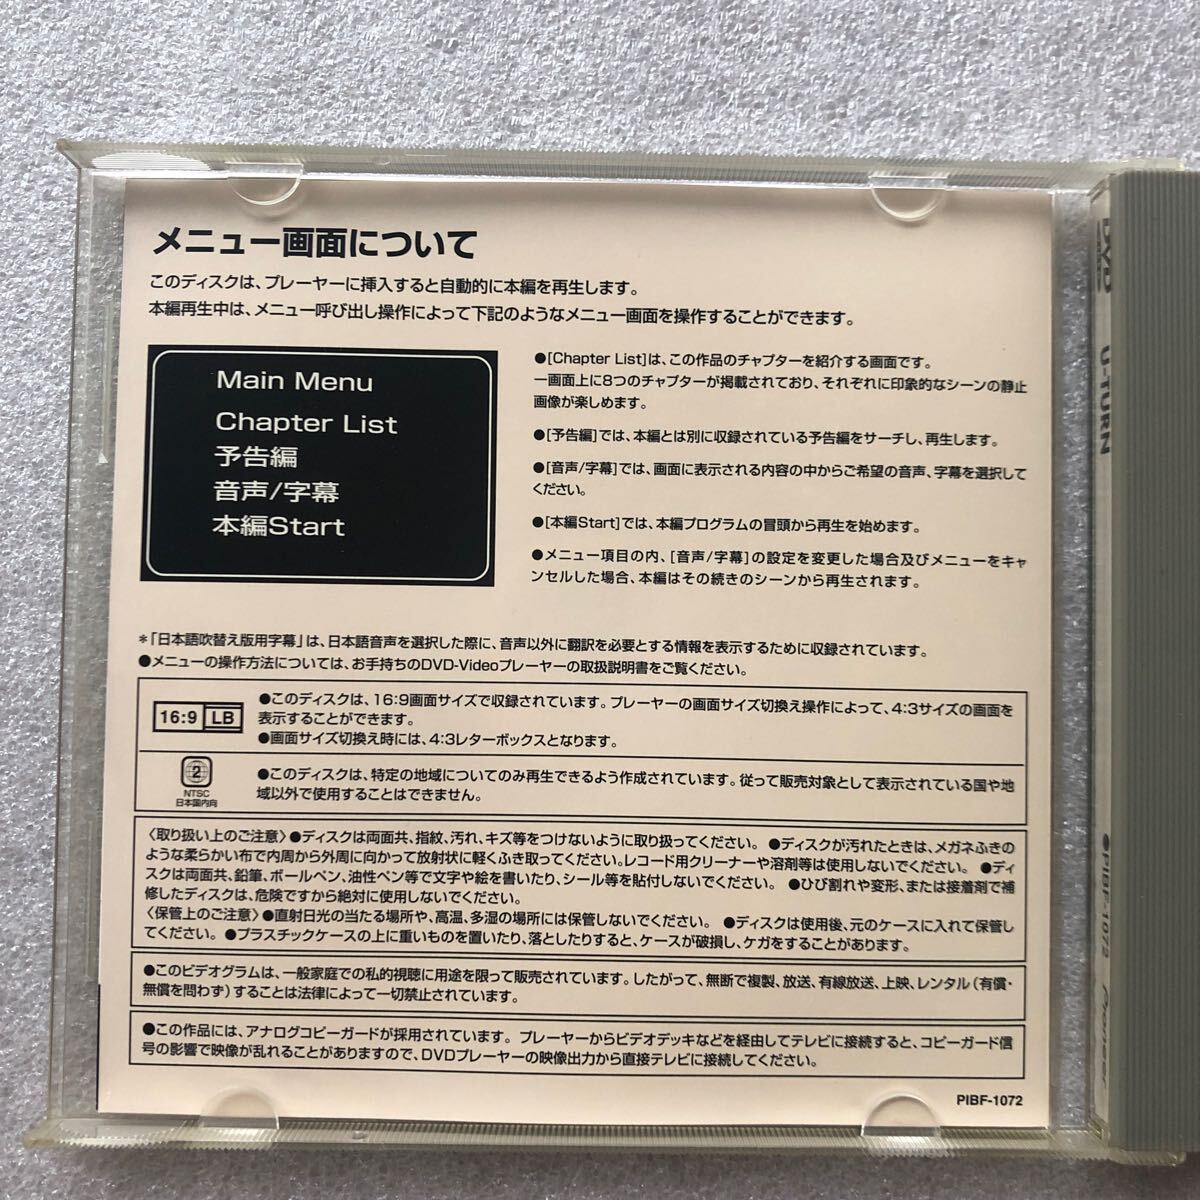 メニュー画面について
このディスクは、プレーヤーに挿入すると自動的に本編を再生します。
本編再生中は、メニュー呼び出し操作によって下記のようなメニュー画面を操作することができます。
Main Menu
Chapter List
予告編
音声/字幕
本編Start
●[Chapter List]は、この作品のチャプターを紹介する画面です。
一画面上に8つのチャプターが掲載されており、それぞれに印象的なシーンの静止
画像が楽しめます。
●[予告編]では、本編とは別に収録されている予告編をサーチし、再生します。
●[音声/字幕]では、画面に表示される内容の中からご希望の音声、字幕を選択して
ください。
●[本編Start]では、本編プログラムの冒頭から再生を始めます。
●メニュー項目の内、[音声/字幕]の設定を変更した場合及びメニューをキャ
ンセルした場合、本編はその続きのシーンから再生されます。
＊「日本語吹替え版用字幕」は、日本語音声を選択した際に、音声以外に翻訳を必要とする情報を表示するために収録されています。
●メニューの操作方法については、お手持ちのDVD-Videoプレーヤーの取扱説明書をご覧ください。
16:9 LB
●このディスクは、16:9画面サイズで収録されています。プレーヤーの画面サイズ切換え操作によって、4:3サイズの画面を
表示することができます。
●画面サイズ切換え時には、4:3レターボックスとなります。
2
NTSC
日本国内向
●このディスクは、特定の地域についてのみ再生できるよう作成されています。従って販売対象として表示されている国や地
域以外で使用することはできません。
〈取り扱い上のご注意〉●ディスクは両面共、指紋、汚れ、キズ等をつけないように取り扱ってください。 ●ディスクが汚れたときは、メガネふきの
ような柔らかい布で内周から外周に向かって放射状に軽くふき取ってください。レコード用クリーナーや溶剤等は使用しないでください。 ●ディ
スクは両面共、鉛筆、ボールペン、油性ペン等で文字や絵を書いたり、シール等を貼付しないでください。 ●ひび割れや変形、または接着剤で補
修したディスクは、危険ですから絶対に使用しないでください。
〈保管上のご注意〉●直射日光の当たる場所や、高温、多湿の場所には保管しないでください。 ●ディスクは使用後、元のケースに入れて保管し
てください。 ●プラスチックケースの上に重いものを置いたり、落としたりすると、ケースが破損し、ケガをすることがあります。
●このビデオグラムは、一般家庭での私的視聴に用途を限って販売されています。したがって、無断で複製、放送、有線放送、上映、レンタル（有償・
無償を問わず）することは法律によって一切禁止されています。
●この作品には、アナログコピーガードが採用されています。 プレーヤーからビデオデッキなどを経由してテレビに接続すると、コピーガード信
号の影響で映像が乱れることがありますので、DVDプレーヤーの映像出力から直接テレビに接続してください。
PIBF-1072
DVD
U-TURN
●PIBF-1072
Pioneer